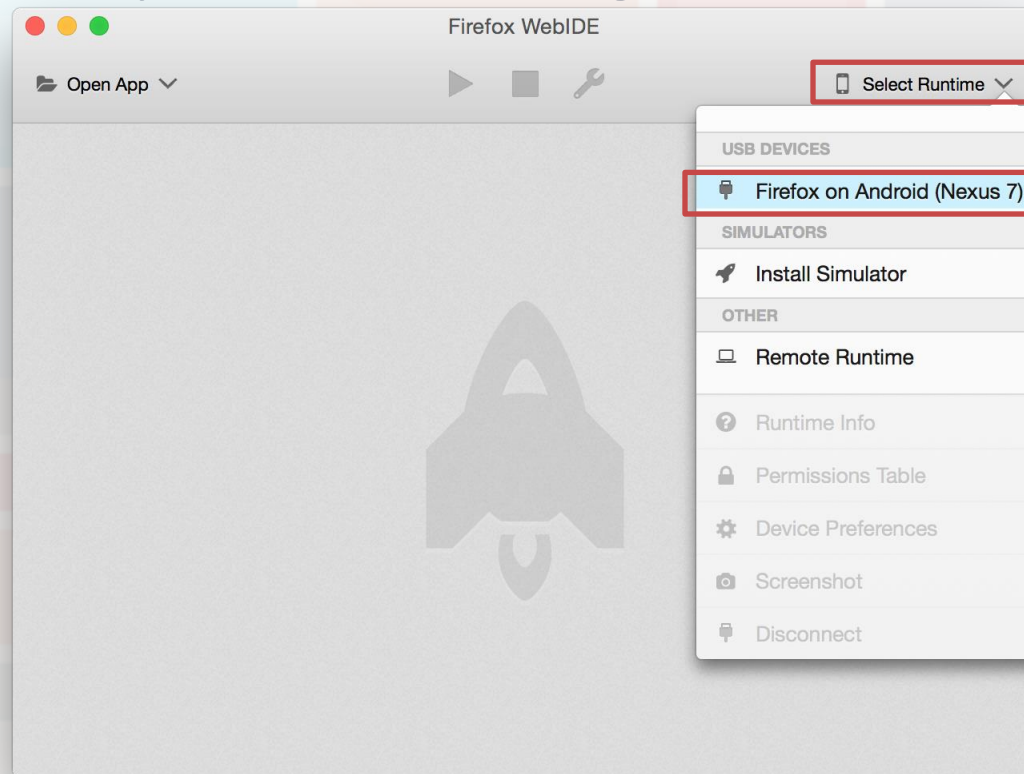 Firefox WebIDE
Open App
Select Runtime
USB DEVICES
Firefox on Android (Nexus 7)
SIMULATORS
Install Simulator
OTHER
Remote Runtime
Runtime Info
Permissions Table
Device Preferences
Screenshot
Disconnect